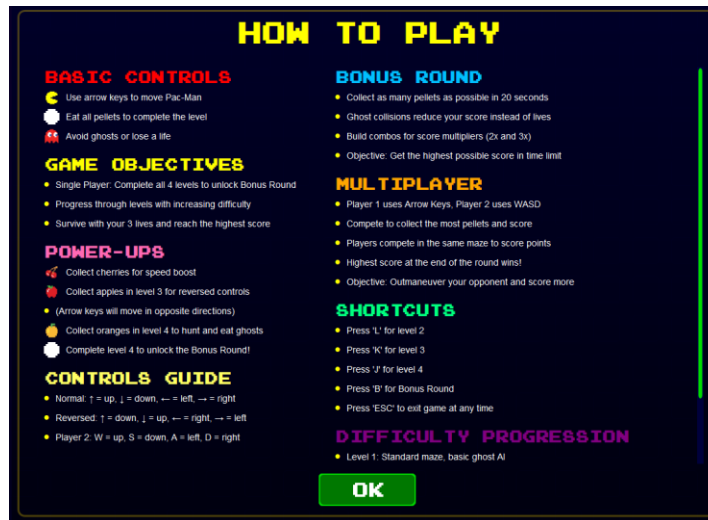 HOW TO PLAY
BASIC CONTROLS
Use arrow keys to move Pac-Man
Eat all pellets to complete the level
Avoid ghosts or lose a life
GAME OBJECTIVES
Single Player: Complete all 4 levels to unlock Bonus Round
Progress through levels with increasing difficulty
Survive with your 3 lives and reach the highest score
POWER-UPS
Collect cherries for speed boost
Collect apples in level 3 for reversed controls
(Arrow keys will move in opposite directions)
Collect oranges in level 4 to hunt and eat ghosts
Complete level 4 to unlock the Bonus Round!
CONTROLS GUIDE
Normal: ↑ = up, ↓ = down, ← = left, → = right
Reversed: ↑ = down, ↓ = up, ← = right, → = left
Player 2: W = up, S = down, A = left, D = right
BONUS ROUND
Collect as many pellets as possible in 20 seconds
Ghost collisions reduce your score instead of lives
Build combos for score multipliers (2x and 3x)
Objective: Get the highest possible score in time limit
MULTIPLAYER
Player 1 uses Arrow Keys, Player 2 uses WASD
Compete to collect the most pellets and score
Players compete in the same maze to score points
Highest score at the end of the round wins!
Objective: Outmaneuver your opponent and score more
SHORTCUTS
Press 'L' for level 2
Press 'K' for level 3
Press 'J' for level 4
Press 'B' for Bonus Round
Press 'ESC' to exit game at any time
DIFFICULTY PROGRESSION
Level 1: Standard maze, basic ghost AI
OK